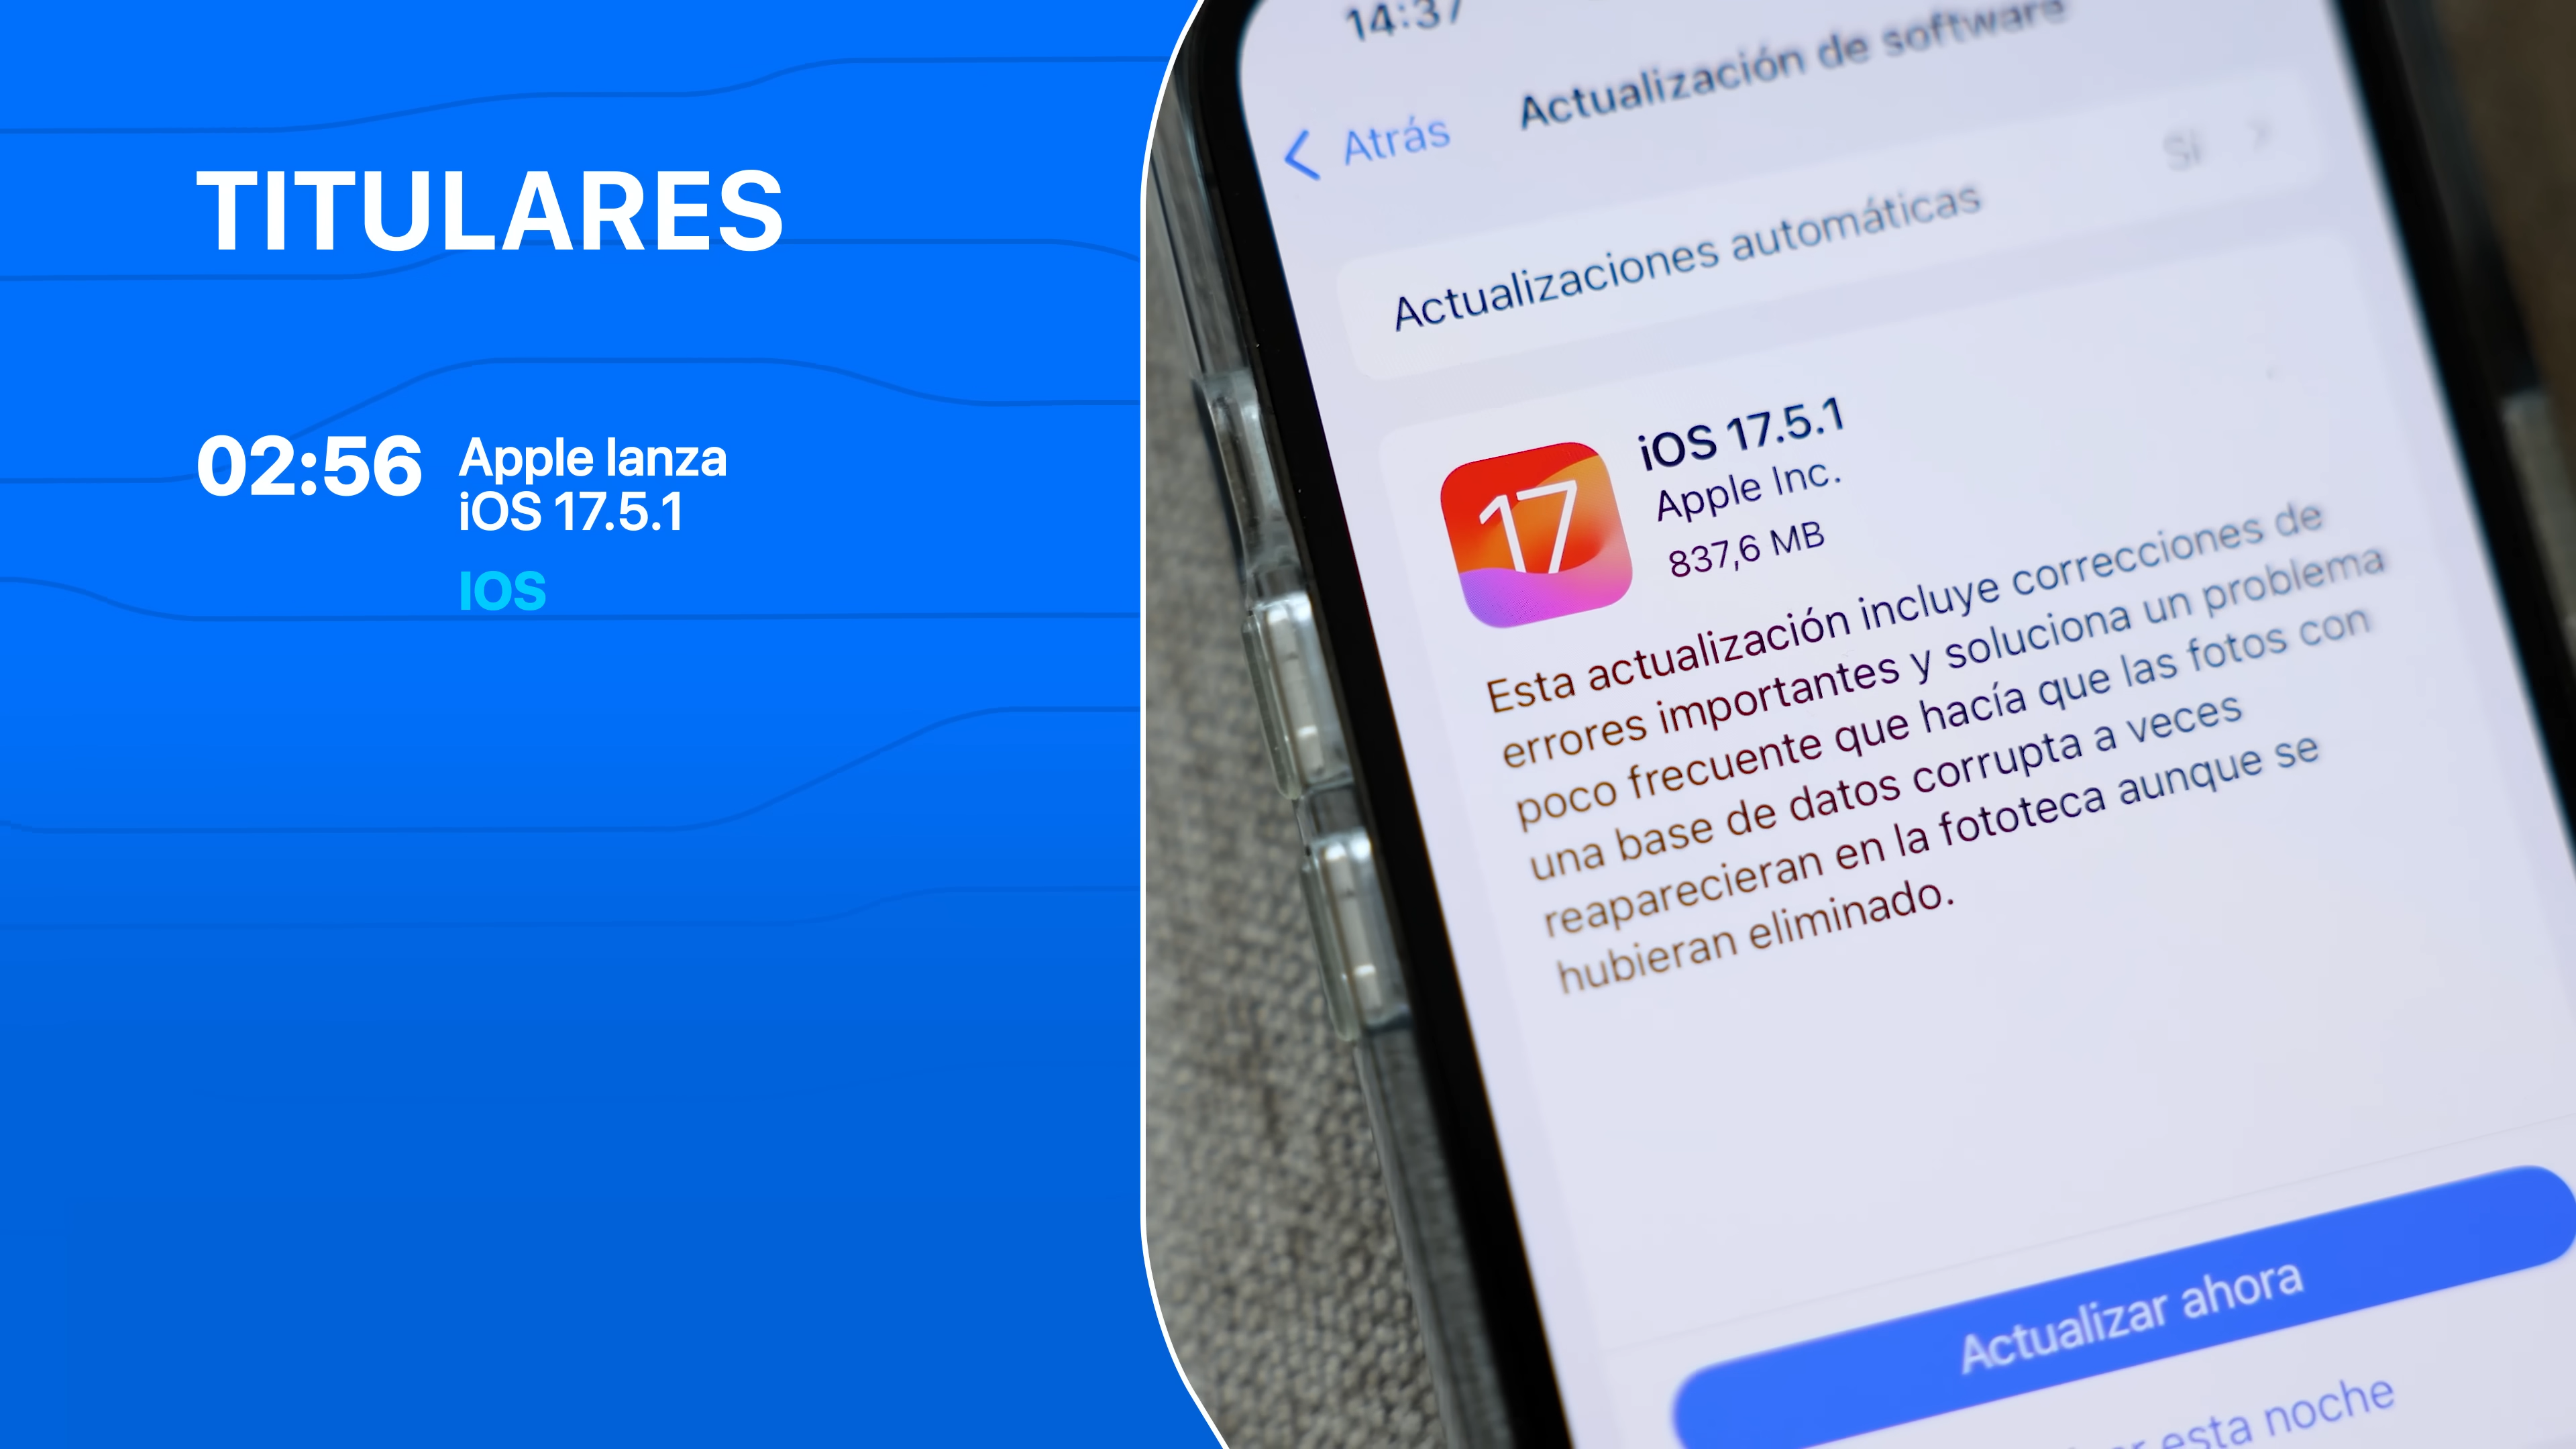 TITULARES
02:56
Apple lanza
iOS 17.5.1
IOS
14:37
Atrás
Actualización de software
Actualizaciones automáticas
Sí
17
iOS 17.5.1
Apple Inc.
837,6 MB
Esta actualización incluye correcciones de
errores importantes y soluciona un problema
poco frecuente que hacía que las fotos con
una base de datos corrupta a veces
reaparecieran en la fototeca aunque se
hubieran eliminado.
Actualizar ahora
esta noche